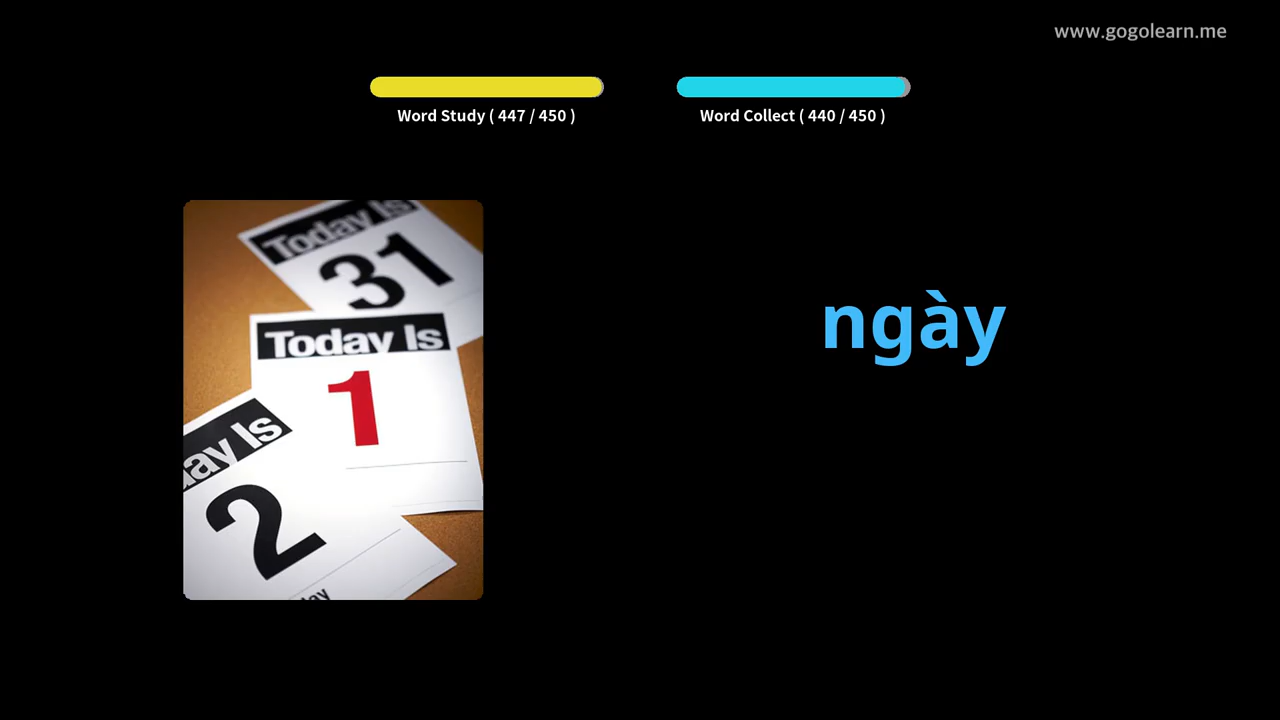 www.gogolearn.me
Word Study ( 447 / 450 )
Word Collect ( 440 / 450 )
Today Is
31
Today Is
1
ay Is
2
ay
ngày